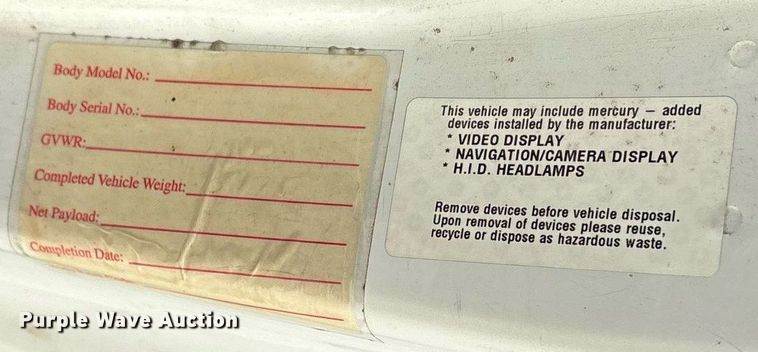 Body Model No.:
Body Serial No.:
GVWR:
Completed Vehicle Weight:
Net Payload:
Completion Date:
This vehicle may include mercury – added
devices installed by the manufacturer:
* VIDEO DISPLAY
* NAVIGATION/CAMERA DISPLAY
* H.I.D. HEADLAMPS
Remove devices before vehicle disposal.
Upon removal of devices please reuse,
recycle or dispose as hazardous waste.
Purple Wave Auction